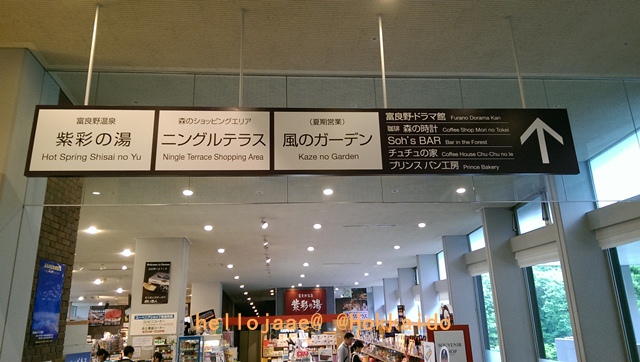 富良野温泉
紫彩の湯
Hot Spring Shisai no Yu
森のショッピングエリア
ニングルテラス
Ningle Terrace Shopping Area
(夏期営業)
風のガーデン
Kaze no Garden
富良野・ドラマ館 Furano Dorama Kan
珈琲 森の時計 Coffee Shop Mori no Tokei
Soh's BAR Bar in the Forest
チュチュの家 Coffee House Chu Chu no Ie
プリンス パン工房 Prince Bakery
紫彩の湯
hellojaae@ @Hokkaido
SOUVENIR
SHOP